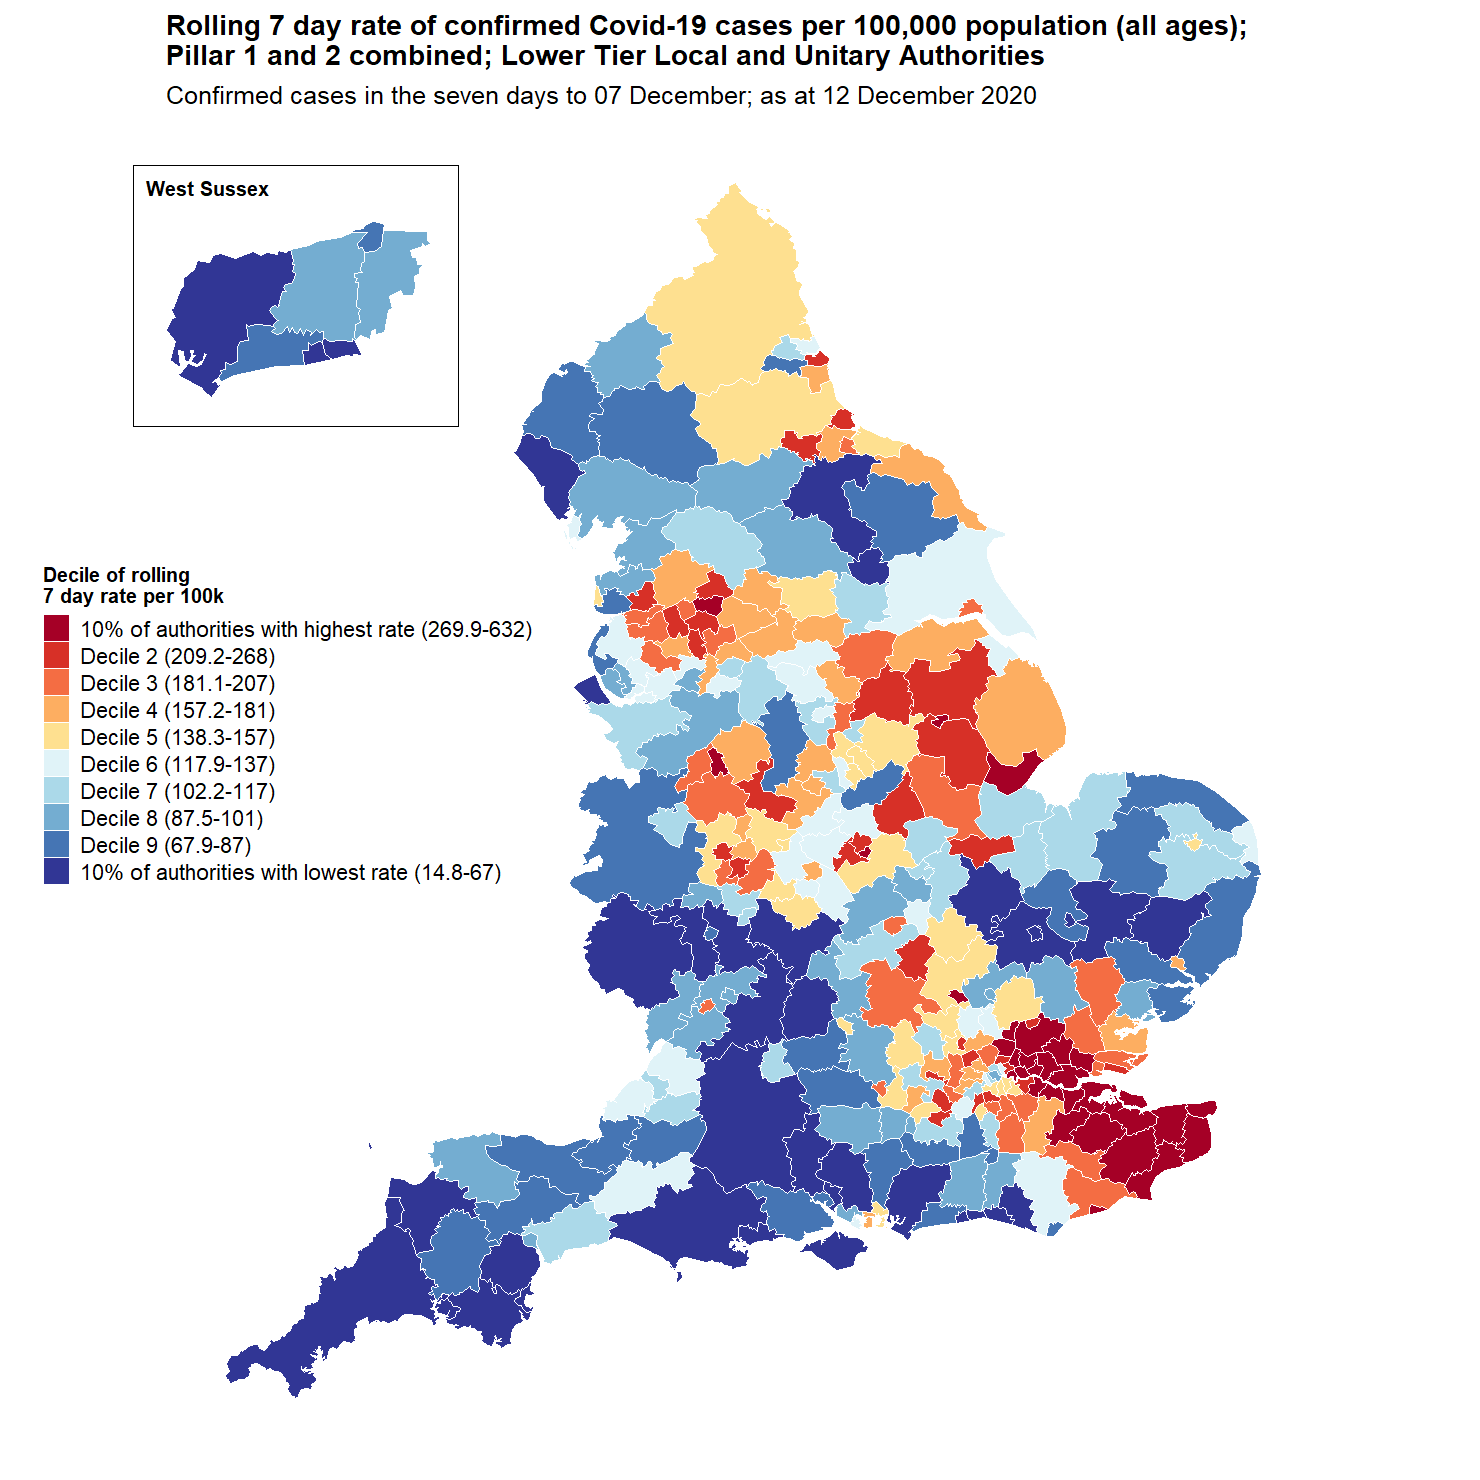 Rolling 7 day rate of confirmed Covid-19 cases per 100,000 population (all ages);
Pillar 1 and 2 combined; Lower Tier Local and Unitary Authorities
Confirmed cases in the seven days to 07 December; as at 12 December 2020
West Sussex
Decile of rolling
7 day rate per 100k
10% of authorities with highest rate (269.9-632)
Decile 2 (209.2-268)
Decile 3 (181.1-207)
Decile 4 (157.2-181)
Decile 5 (138.3-157)
Decile 6 (117.9-137)
Decile 7 (102.2-117)
Decile 8 (87.5-101)
Decile 9 (67.9-87)
10% of authorities with lowest rate (14.8-67)